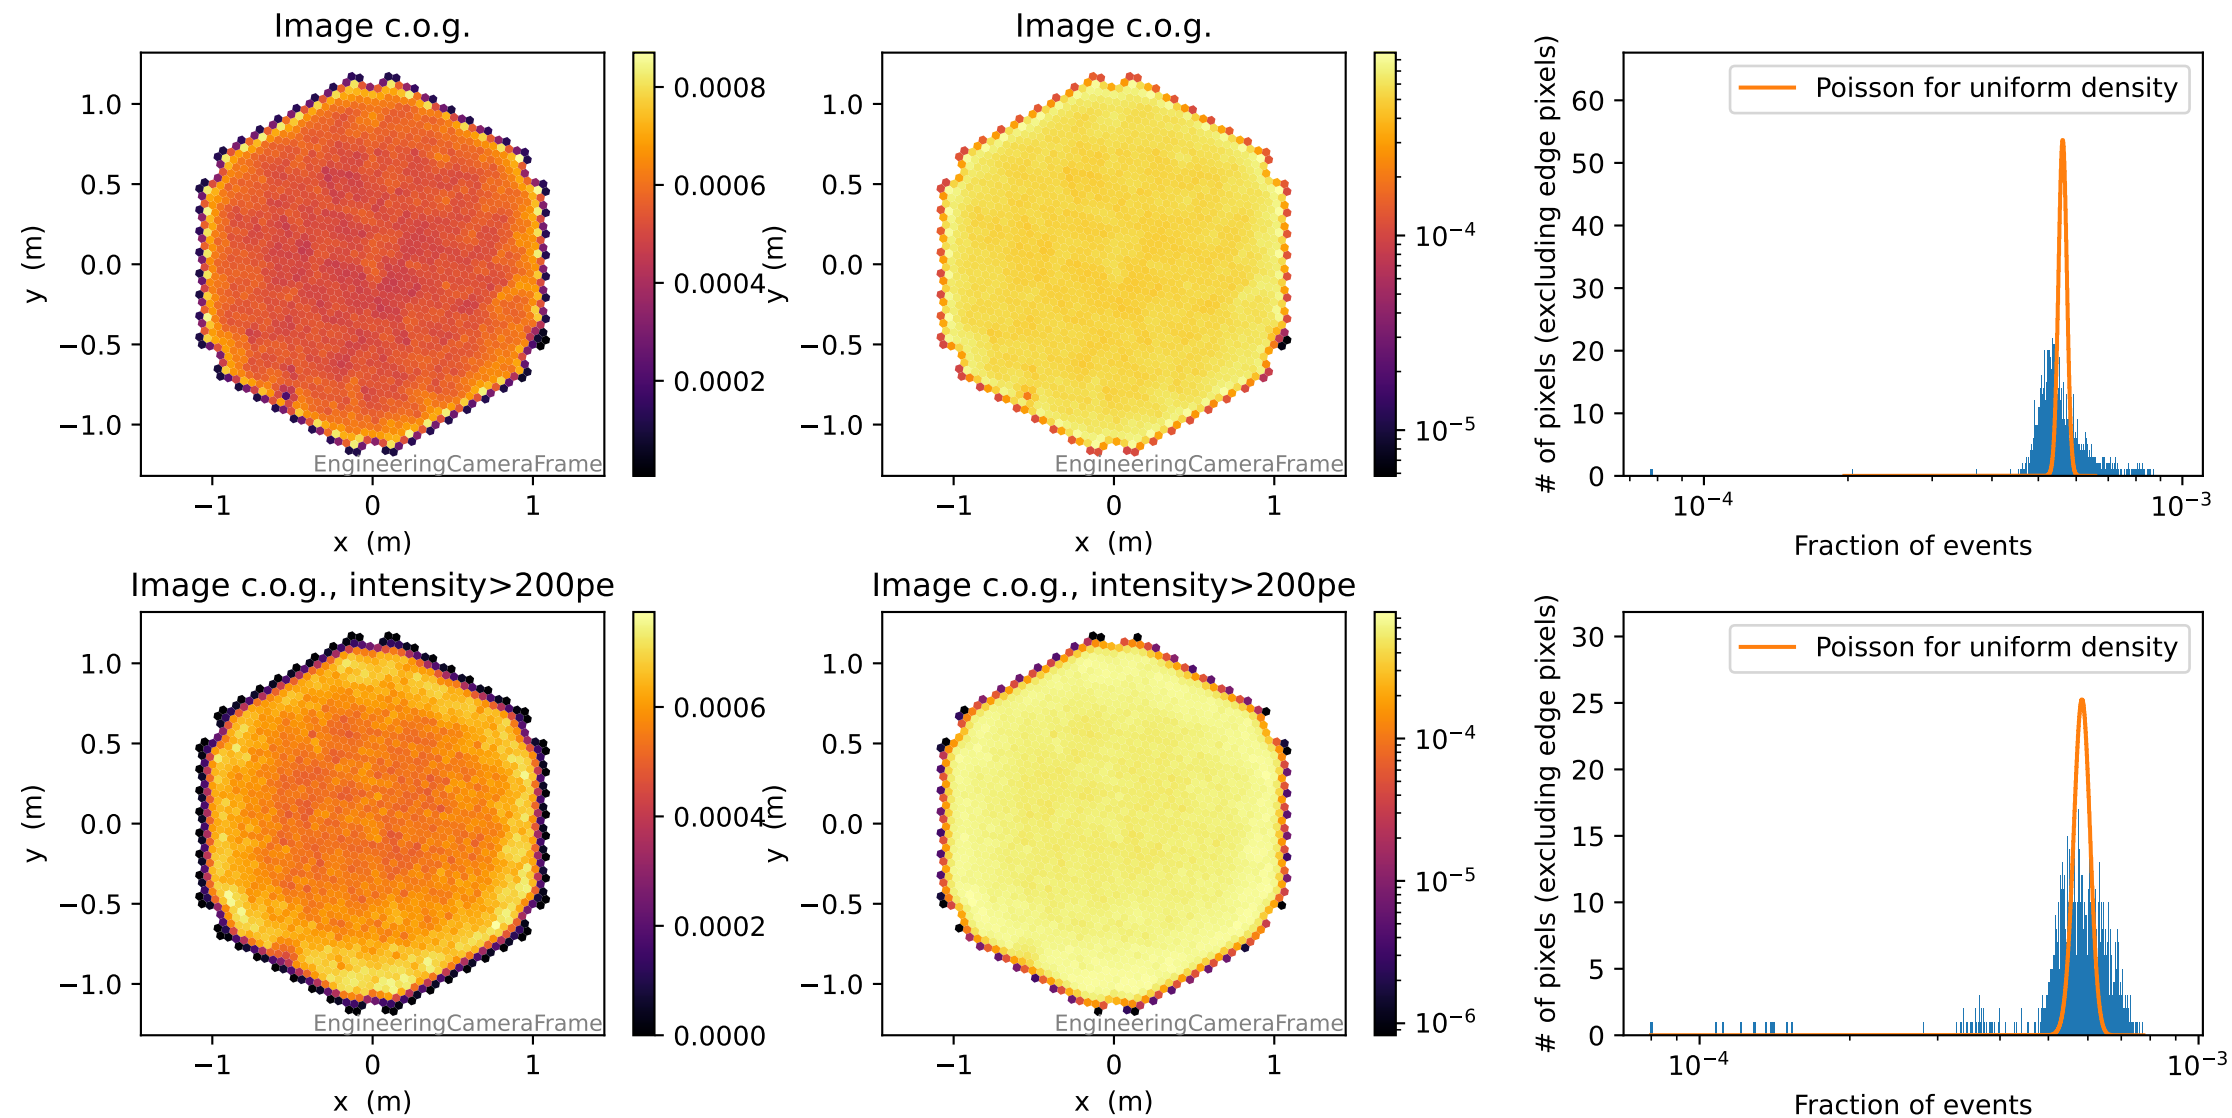 Image c.o.g.
1.0
0.5
0.0
−0.5
−1.0
y (m)
−1
0
1
x (m)
EngineeringCameraFrame
0.0008
0.0006
0.0004
0.0002
Image c.o.g.
1.0
0.5
0.0
−0.5
−1.0
y (m)
−1
0
1
x (m)
EngineeringCameraFrame
10−4
10−5
Poisson for uniform density
# of pixels (excluding edge pixels)
60
50
40
30
20
10
0
10−4
10−3
Fraction of events
Image c.o.g., intensity>200pe
1.0
0.5
0.0
−0.5
−1.0
y (m)
−1
0
1
x (m)
EngineeringCameraFrame
0.0006
0.0004
0.0002
0.0000
Image c.o.g., intensity>200pe
1.0
0.5
0.0
−0.5
−1.0
y (m)
−1
0
1
x (m)
EngineeringCameraFrame
10−4
10−5
10−6
Poisson for uniform density
# of pixels (excluding edge pixels)
30
25
20
15
10
5
0
10−4
10−3
Fraction of events